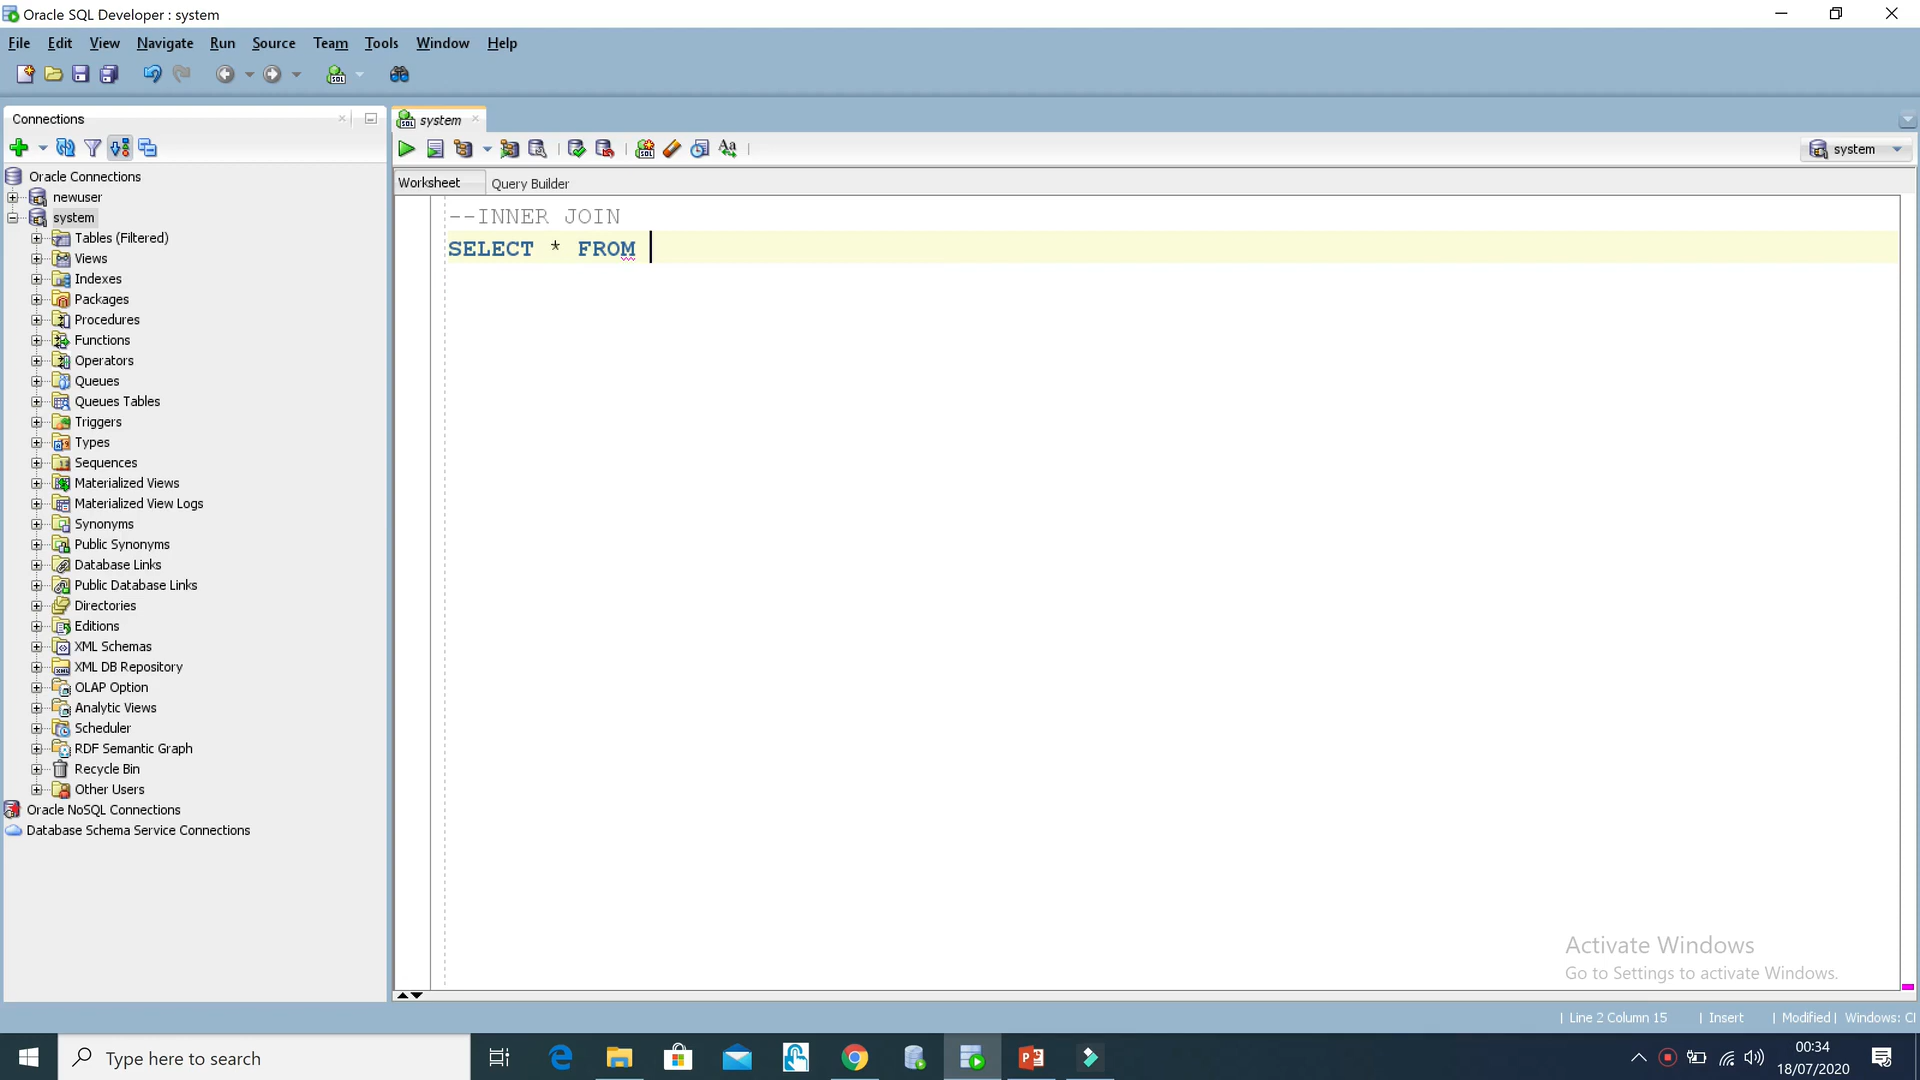 Oracle SQL Developer : system
File Edit View Navigate Run Source Team Tools Window Help
Connections
system
system
Worksheet
Query Builder
Oracle Connections
newuser
system
Tables (Filtered)
Views
Indexes
Packages
Procedures
Functions
Operators
Queues
Queues Tables
Triggers
Types
Sequences
Materialized Views
Materialized View Logs
Synonyms
Public Synonyms
Database Links
Public Database Links
Directories
Editions
XML Schemas
XML DB Repository
OLAP Option
Analytic Views
Scheduler
RDF Semantic Graph
Recycle Bin
Other Users
Oracle NoSQL Connections
Database Schema Service Connections
--INNER JOIN
SELECT * FROM
Activate Windows
Go to Settings to activate Windows.
| Line 2 Column 15 | Insert | Modified | Windows: Cl
Type here to search
00:34
18/07/2020